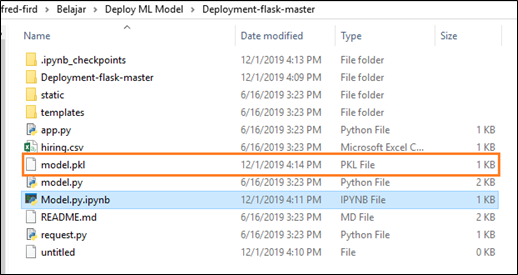 fred-fird > Belajar > Deploy ML Model > Deployment-flask-master
Name Date modified Type Size
.ipynb_checkpoints 12/1/2019 4:13 PM File folder
Deployment-flask-master 12/1/2019 4:09 PM File folder
static 6/16/2019 3:23 PM File folder
templates 6/16/2019 3:23 PM File folder
app.py 6/16/2019 3:23 PM Python File 1 KB
hiring.csv 6/16/2019 3:23 PM Microsoft Excel C... 1 KB
model.pkl 12/1/2019 4:14 PM PKL File 1 KB
model.py 6/16/2019 3:23 PM Python File 2 KB
Model.py.ipynb 12/1/2019 4:11 PM IPYNB File 1 KB
README.md 6/16/2019 3:23 PM MD File 2 KB
request.py 6/16/2019 3:23 PM Python File 1 KB
untitled 12/1/2019 4:10 PM File 0 KB